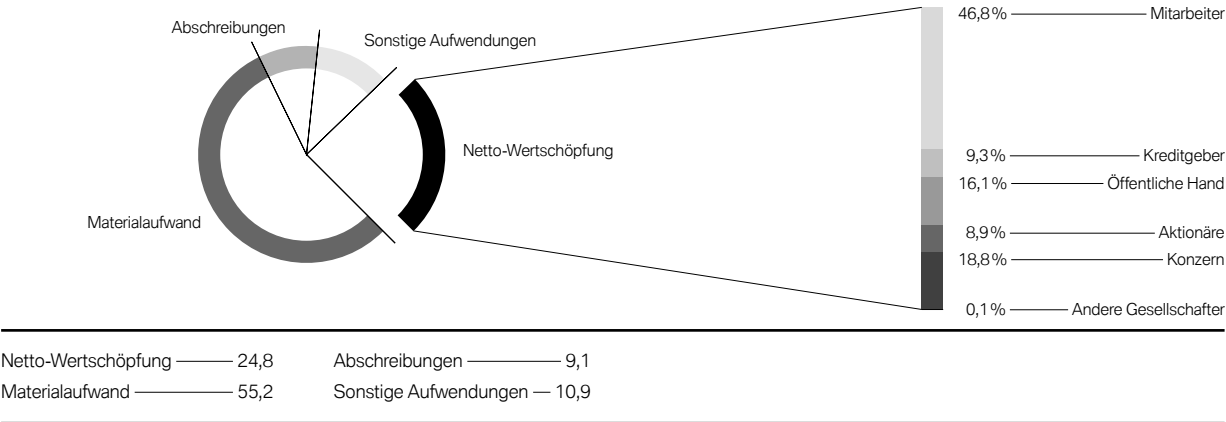 46,8% Mitarbeiter
Abschreibungen
Sonstige Aufwendungen
Netto-Wertschöpfung
9,3% Kreditgeber
16,1% Öffentliche Hand
Materialaufwand
8,9% Aktionäre
18,8% Konzern
0,1% Andere Gesellschafter
Netto-Wertschöpfung 24,8 Abschreibungen 9,1
Materialaufwand 55,2 Sonstige Aufwendungen 10,9